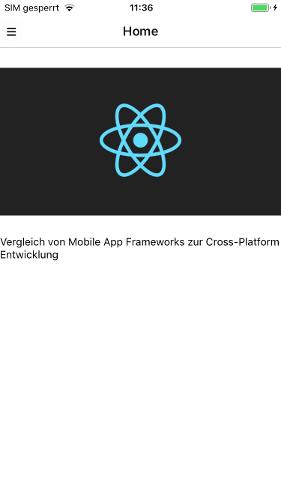 SIM gesperrt 11:36
Home
Vergleich von Mobile App Frameworks zur Cross-Platform
Entwicklung